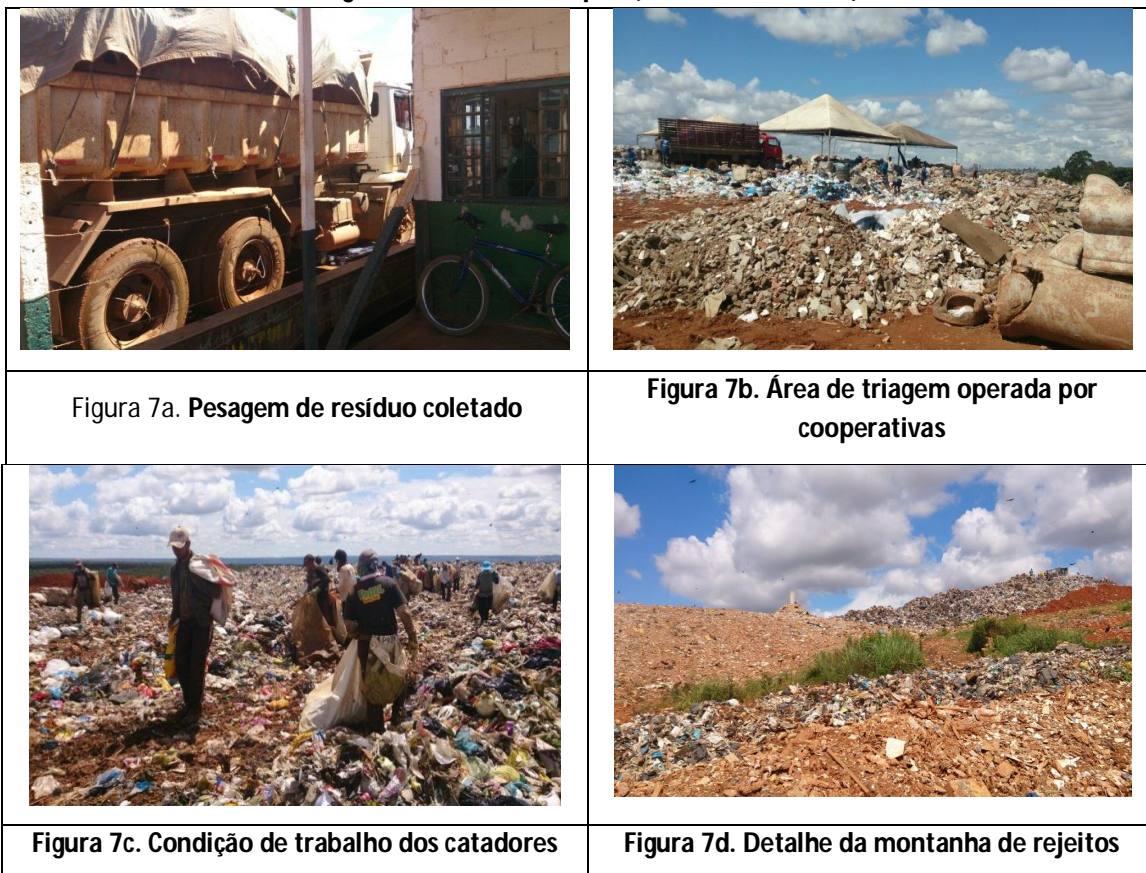 Figura 7a. Pesagem de resíduo coletado
Figura 7b. Área de triagem operada por
cooperativas
Figura 7c. Condição de trabalho dos catadores
Figura 7d. Detalhe da montanha de rejeitos